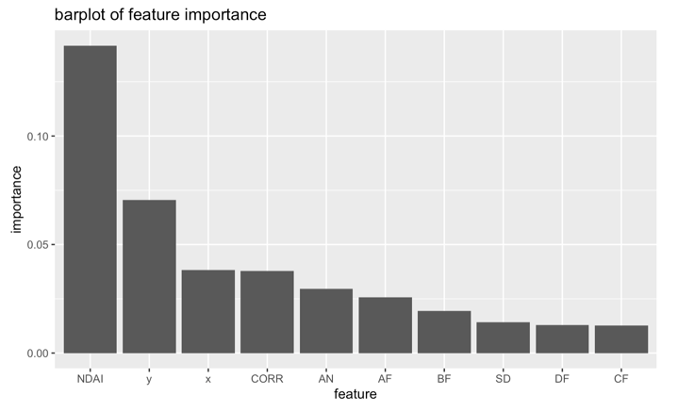 barplot of feature importance
importance
0.10
0.05
0.00
NDAI y x CORR AN AF BF SD DF CF
feature